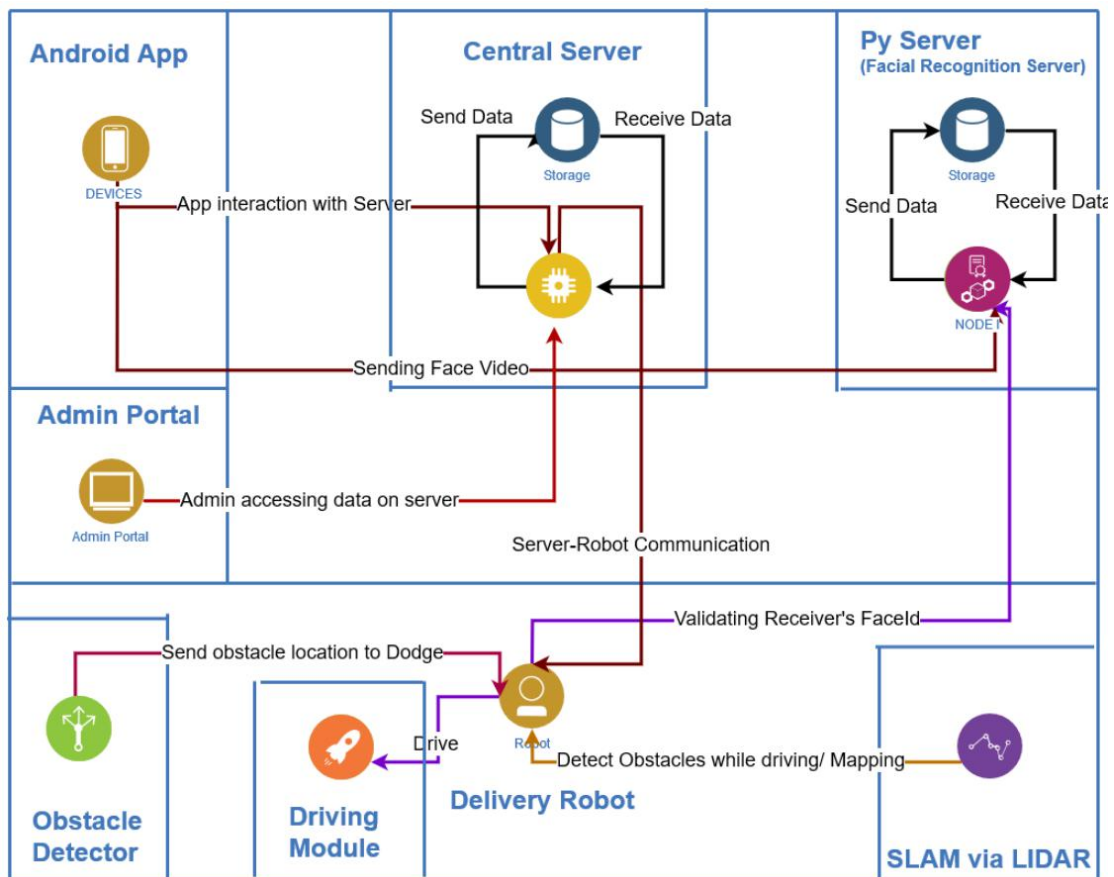 Android App
DEVICES
Central Server
Send Data
Receive Data
Storage
Py Server
(Facial Recognition Server)
Storage
Send Data
Receive Data
NODE I
App interaction with Server
Sending Face Video
Admin Portal
Admin Portal
Admin accessing data on server
Server-Robot Communication
Validating Receiver's FaceId
Send obstacle location to Dodge
Obstacle
Detector
Drive
Driving
Module
Robot
Delivery Robot
Detect Obstacles while driving/ Mapping
SLAM via LIDAR